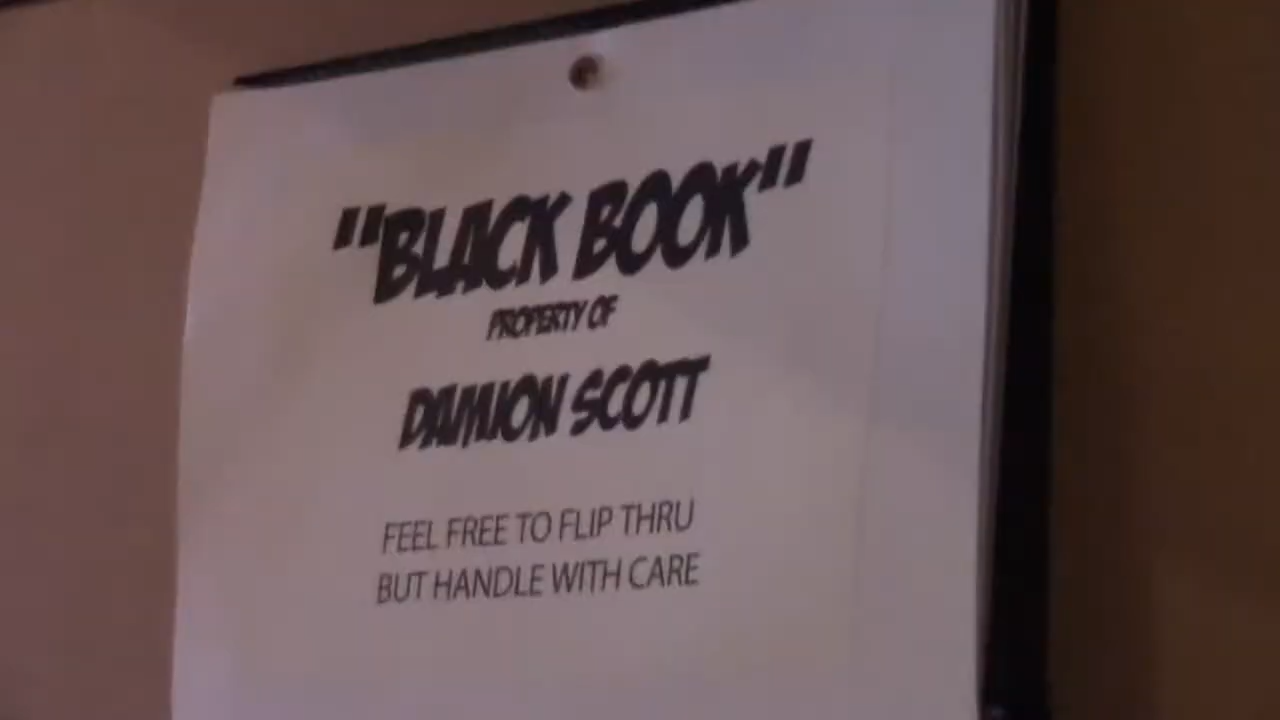 "BLACK BOOK"
PROPERTY OF
DAMION SCOTT
FEEL FREE TO FLIP THRU
BUT HANDLE WITH CARE